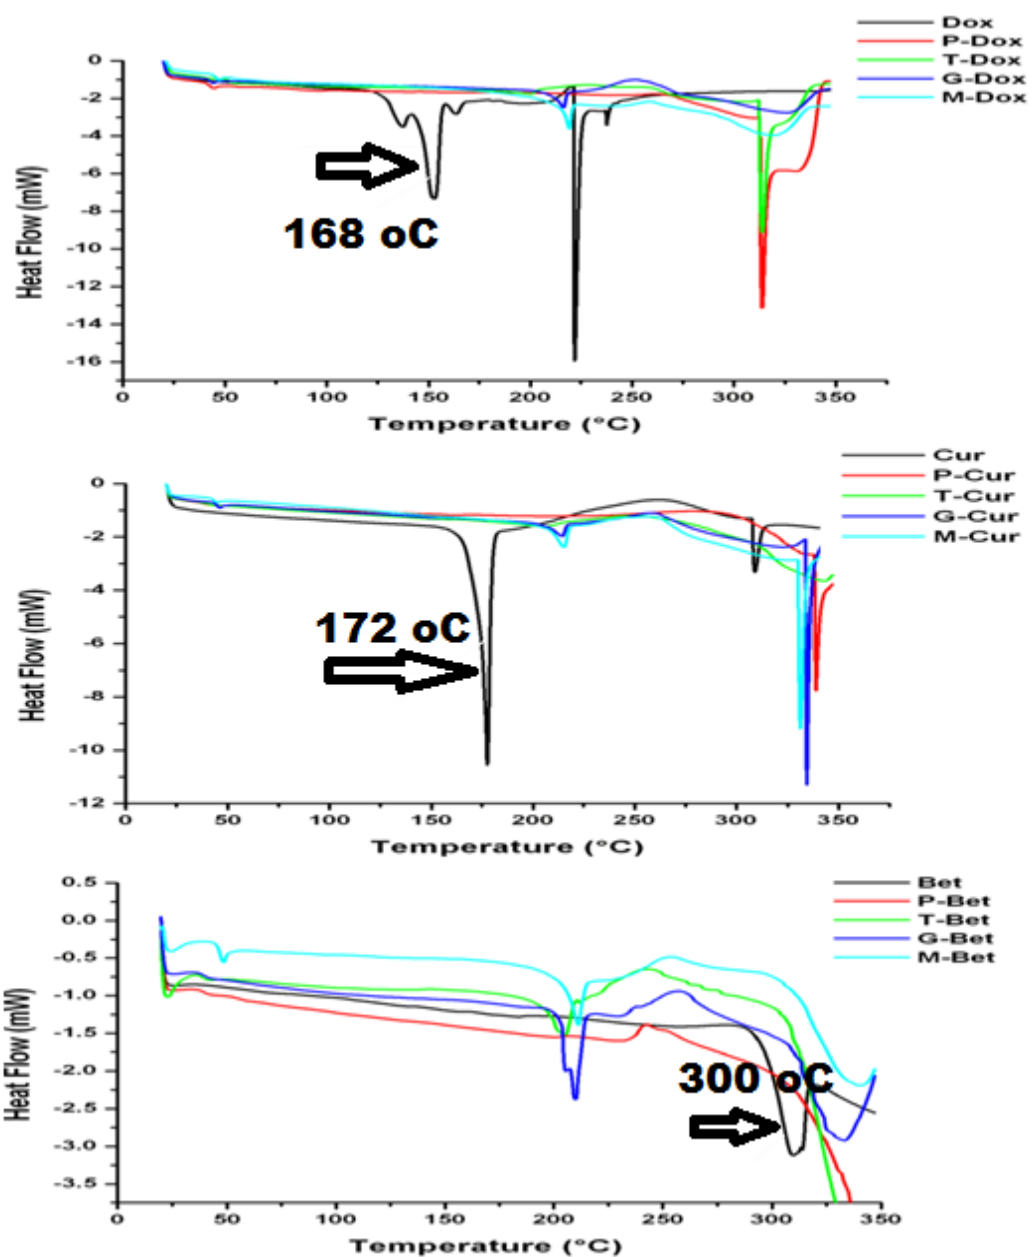 Dox
P-Dox
T-Dox
G-Dox
M-Dox
0
-2
-4
-6
-8
-10
-12
-14
-16
Heat Flow (mW)
168 oC
0 50 100 150 200 250 300 350
Temperature (°C)
Cur
P-Cur
T-Cur
G-Cur
M-Cur
0
-2
-4
-6
-8
-10
-12
Heat Flow (mW)
172 oC
0 50 100 150 200 250 300 350
Temperature (°C)
Bet
P-Bet
T-Bet
G-Bet
M-Bet
0.5
0.0
-0.5
-1.0
-1.5
-2.0
-2.5
-3.0
-3.5
Heat Flow (mW)
300 oC
0 50 100 150 200 250 300 350
Temperature (°C)